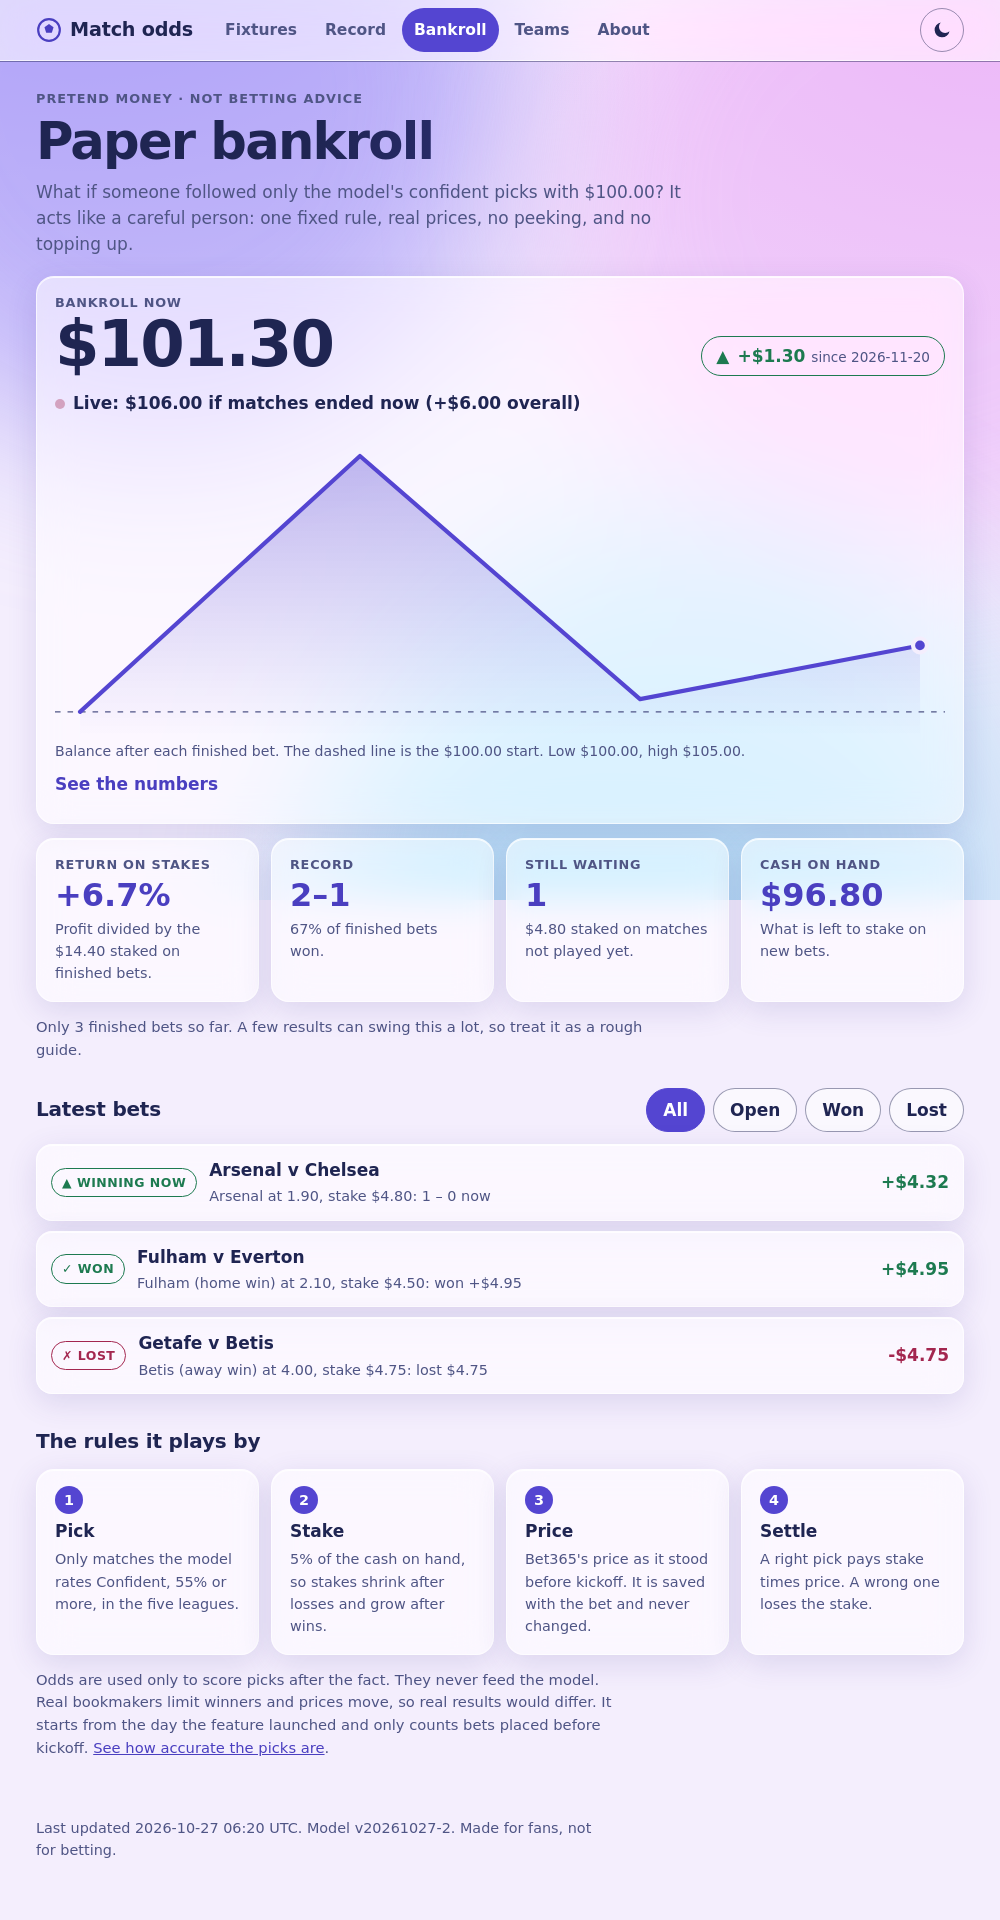 Match odds Fixtures Record Bankroll Teams About
PRETEND MONEY · NOT BETTING ADVICE
Paper bankroll
What if someone followed only the model's confident picks with $100.00? It
acts like a careful person: one fixed rule, real prices, no peeking, and no
topping up.
BANKROLL NOW
$101.30
▲ +$1.30 since 2026-11-20
Live: $106.00 if matches ended now (+$6.00 overall)
Balance after each finished bet. The dashed line is the $100.00 start. Low $100.00, high $105.00.
See the numbers
RETURN ON STAKES
+6.7%
Profit divided by the
$14.40 staked on
finished bets.
RECORD
2–1
67% of finished bets
won.
STILL WAITING
1
$4.80 staked on matches
not played yet.
CASH ON HAND
$96.80
What is left to stake on
new bets.
Only 3 finished bets so far. A few results can swing this a lot, so treat it as a rough
guide.
Latest bets
All Open Won Lost
▲ WINNING NOW
Arsenal v Chelsea
Arsenal at 1.90, stake $4.80: 1 – 0 now
+$4.32
✓ WON
Fulham v Everton
Fulham (home win) at 2.10, stake $4.50: won +$4.95
+$4.95
✗ LOST
Getafe v Betis
Betis (away win) at 4.00, stake $4.75: lost $4.75
-$4.75
The rules it plays by
1
Pick
Only matches the model
rates Confident, 55% or
more, in the five leagues.
2
Stake
5% of the cash on hand,
so stakes shrink after
losses and grow after
wins.
3
Price
Bet365's price as it stood
before kickoff. It is saved
with the bet and never
changed.
4
Settle
A right pick pays stake
times price. A wrong one
loses the stake.
Odds are used only to score picks after the fact. They never feed the model.
Real bookmakers limit winners and prices move, so real results would differ. It
starts from the day the feature launched and only counts bets placed before
kickoff. See how accurate the picks are.
Last updated 2026-10-27 06:20 UTC. Model v20261027-2. Made for fans, not
for betting.